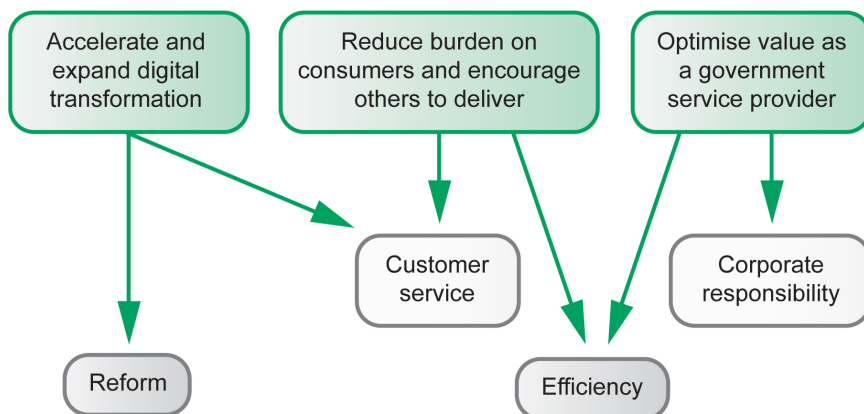 Accelerate and
expand digital
transformation
Reduce burden on
consumers and encourage
others to deliver
Optimise value as
a government
service provider
Customer
service
Corporate
responsibility
Reform
Efficiency